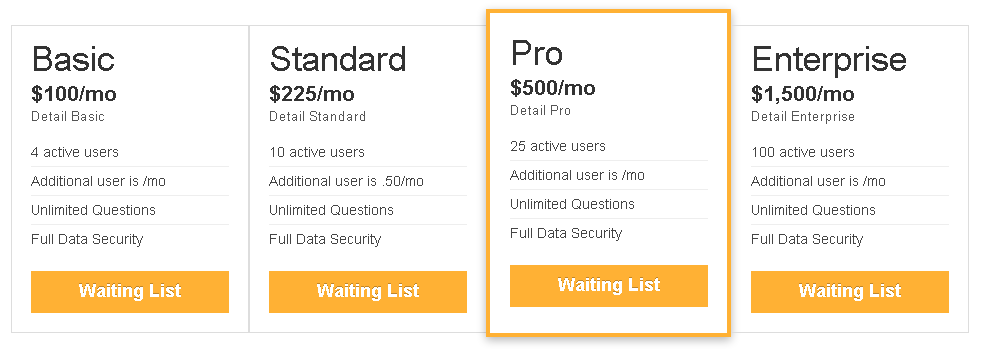 Basic
$100/mo
Detail Basic
4 active users
Additional user is /mo
Unlimited Questions
Full Data Security
Waiting List
Standard
$225/mo
Detail Standard
10 active users
Additional user is .50/mo
Unlimited Questions
Full Data Security
Waiting List
Pro
$500/mo
Detail Pro
25 active users
Additional user is /mo
Unlimited Questions
Full Data Security
Waiting List
Enterprise
$1,500/mo
Detail Enterprise
100 active users
Additional user is /mo
Unlimited Questions
Full Data Security
Waiting List